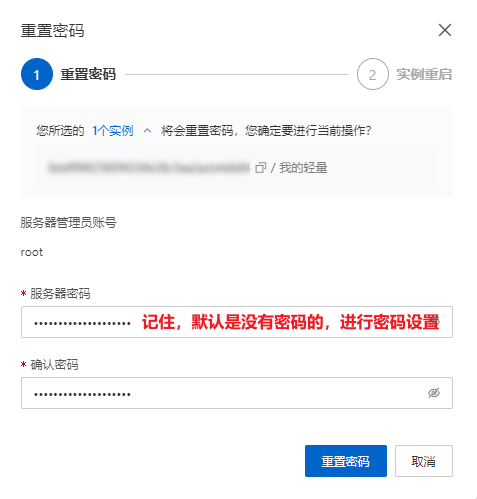 重置密码
1 重置密码
2 实例重启
您所选的 1个实例 将会重置密码，您确定要进行当前操作?
/ 我的轻量
服务器管理员账号
root
* 服务器密码
•••••••••••••••••••• 记住，默认是没有密码的，进行密码设置
* 确认密码
••••••••••••••••••••
重置密码 取消